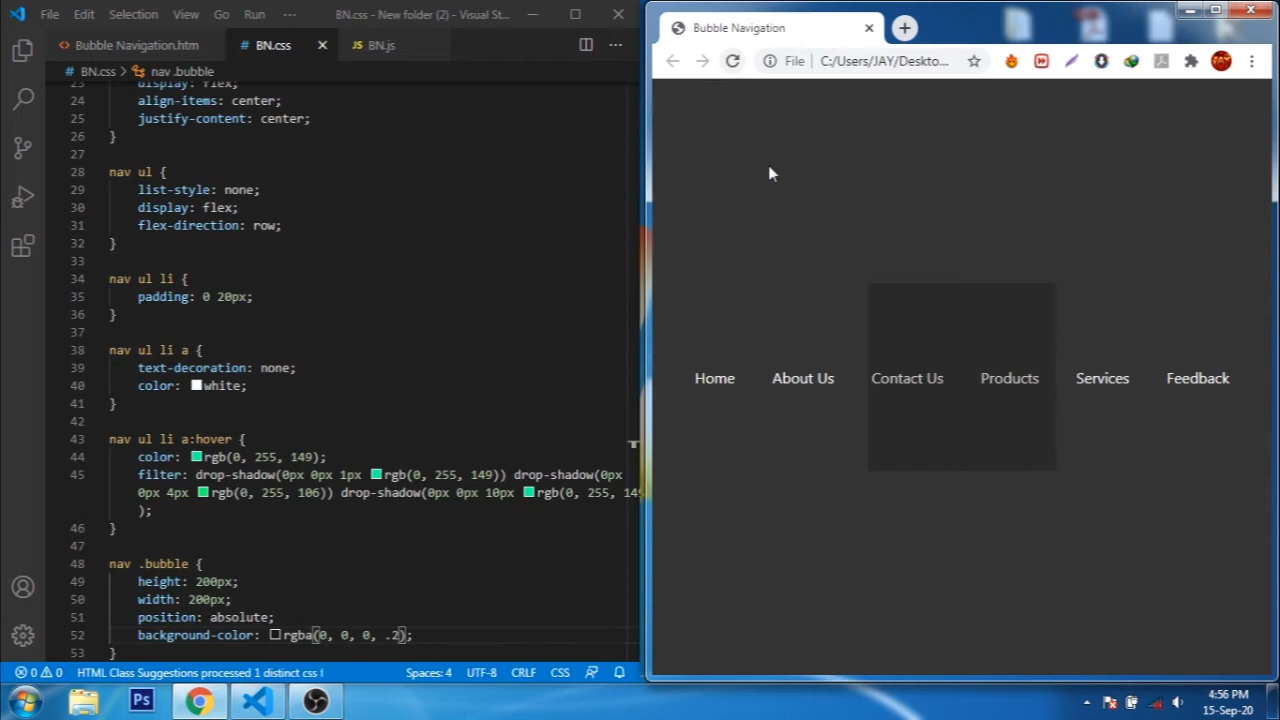 File Edit Selection View Go Run ··· BN.css - New folder (2) - Visual St...
Bubble Navigation.htm BN.css BN.js ···
BN.css > nav .bubble
23 display: flex;
24 align-items: center;
25 justify-content: center;
26 }
27
28 nav ul {
29 list-style: none;
30 display: flex;
31 flex-direction: row;
32 }
33
34 nav ul li {
35 padding: 0 20px;
36 }
37
38 nav ul li a {
39 text-decoration: none;
40 color: white;
41 }
42
43 nav ul li a:hover {
44 color: rgb(0, 255, 149);
45 filter: drop-shadow(0px 0px 1px rgb(0, 255, 149)) drop-shadow(0px
0px 4px rgb(0, 255, 106)) drop-shadow(0px 0px 10px rgb(0, 255, 149
);
46 }
47
48 nav .bubble {
49 height: 200px;
50 width: 200px;
51 position: absolute;
52 background-color: rgba(0, 0, 0, .2);
53 }
0 0 HTML Class Suggestions processed 1 distinct css Spaces: 4 UTF-8 CRLF CSS
Bubble Navigation
File C:/Users/JAY/Deskto... JAY
Home About Us Contact Us Products Services Feedback
Ps
4:56 PM
15-Sep-20